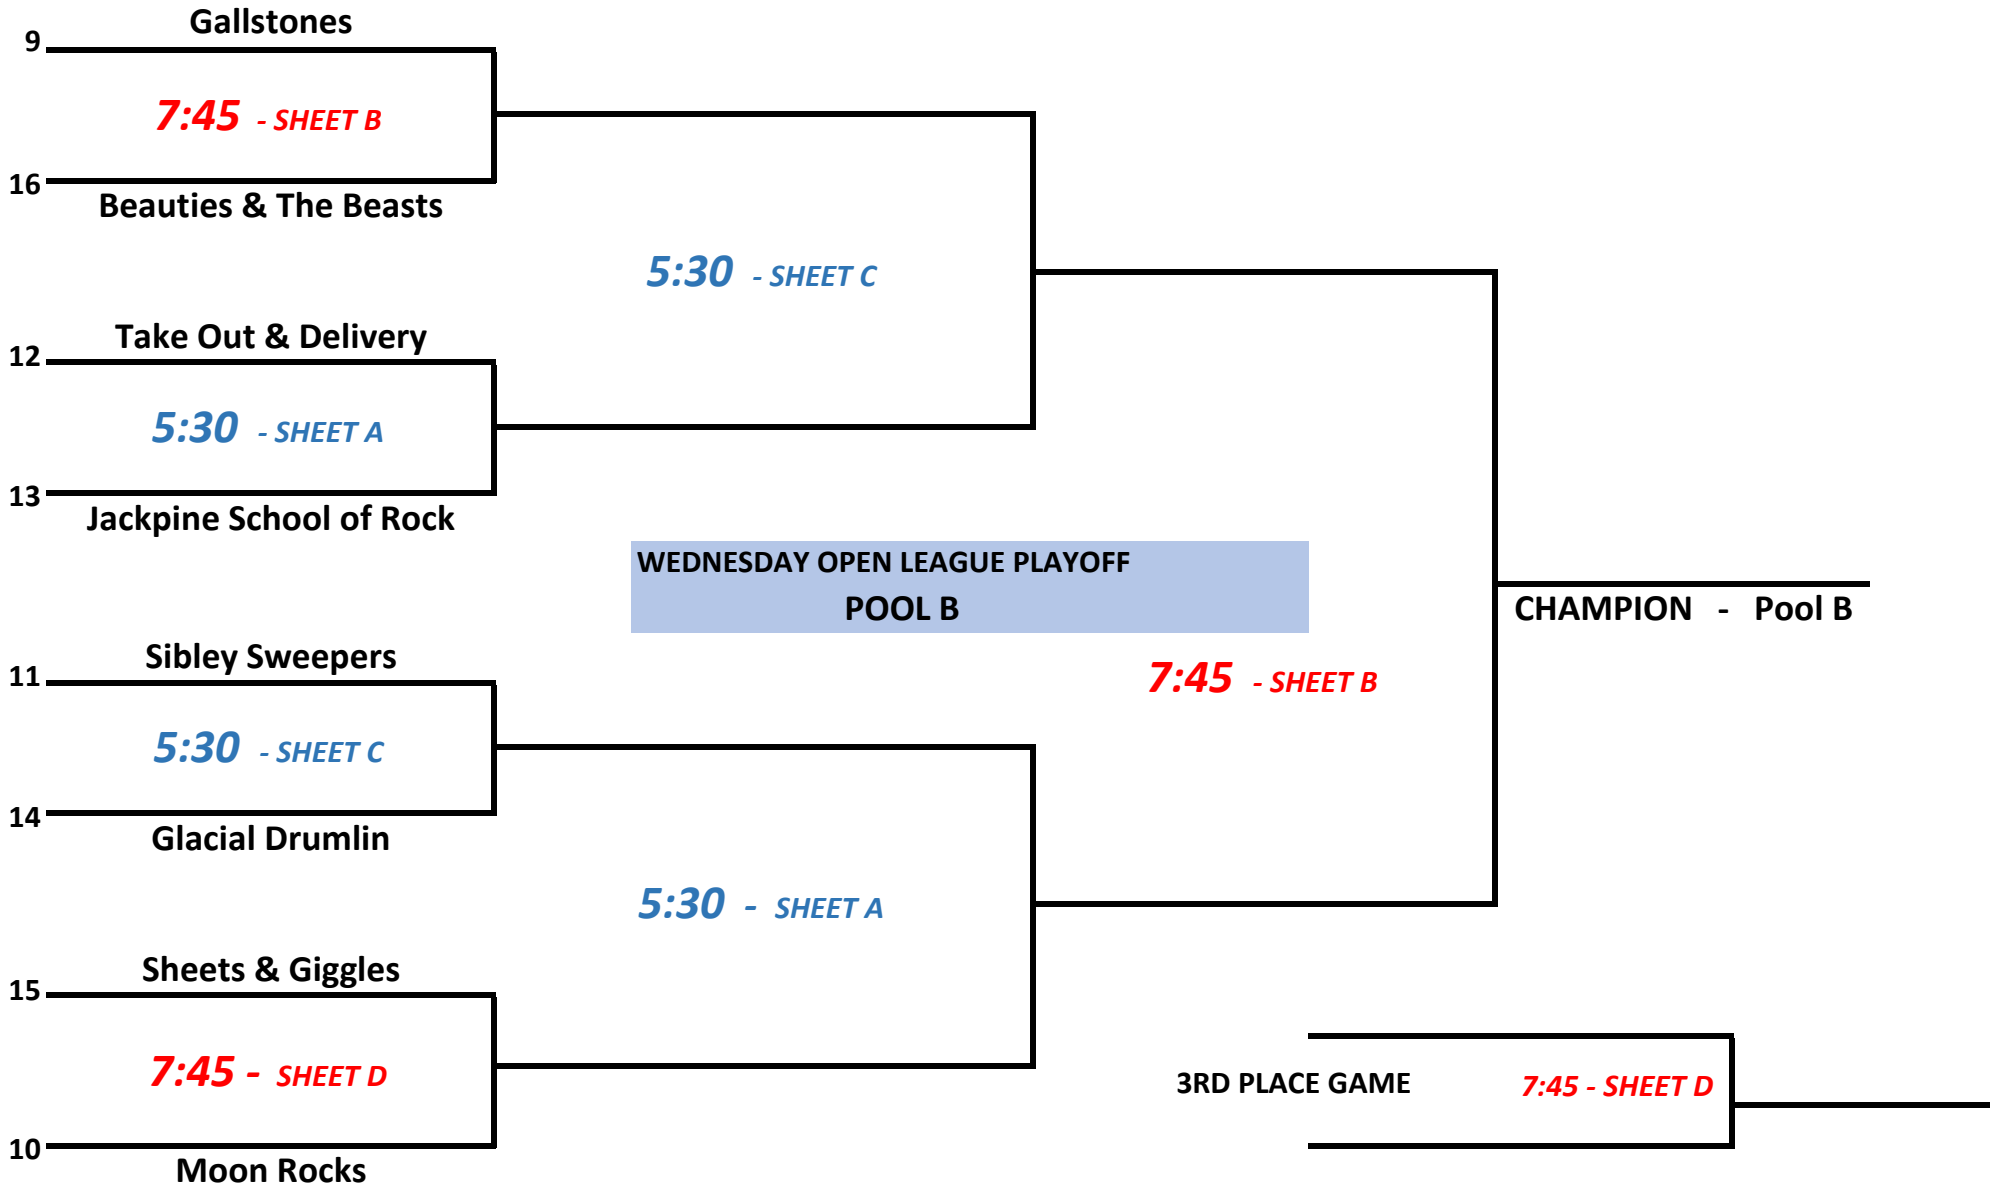 Gallstones
9
7:45 - SHEET B
16
Beauties & The Beasts
5:30 - SHEET C
Take Out & Delivery
12
5:30 - SHEET A
13
Jackpine School of Rock
WEDNESDAY OPEN LEAGUE PLAYOFF
POOL B
CHAMPION - Pool B
Sibley Sweepers
11
7:45 - SHEET B
5:30 - SHEET C
14
Glacial Drumlin
5:30 - SHEET A
Sheets & Giggles
15
7:45 - SHEET D
3RD PLACE GAME
7:45 - SHEET D
10
Moon Rocks